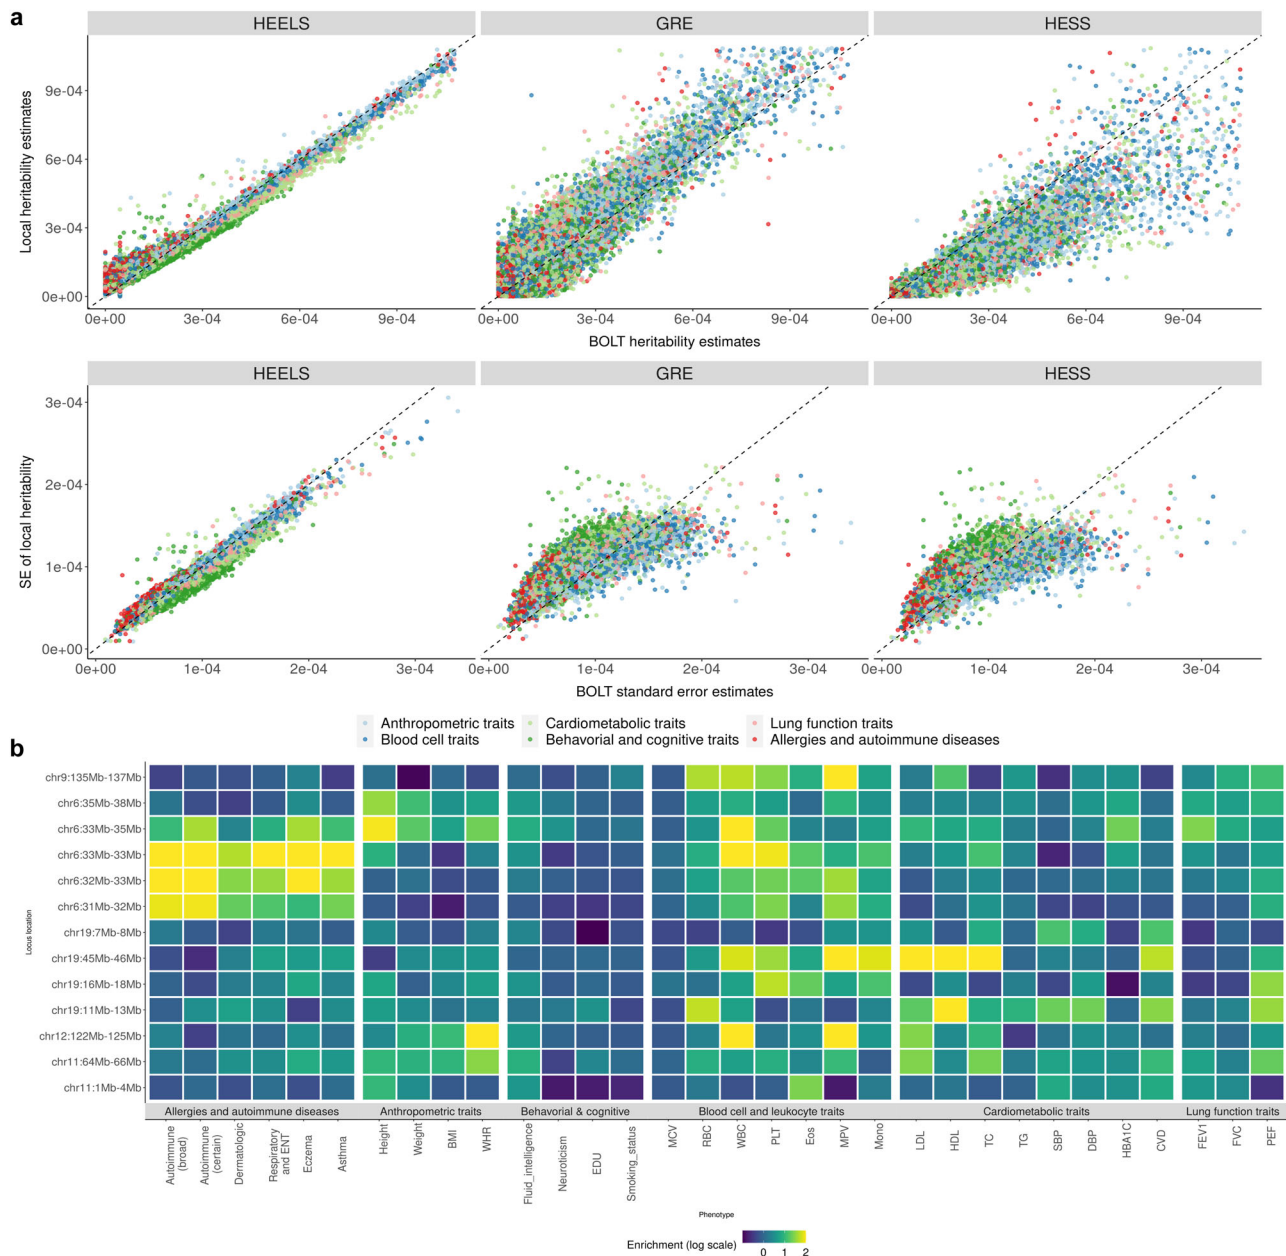 a
HEELS GRE HESS
Local heritability estimates
9e-04
6e-04
3e-04
0e+00
0e+00 3e-04 6e-04 9e-04 0e+00 3e-04 6e-04 9e-04 0e+00 3e-04 6e-04 9e-04
BOLT heritability estimates
HEELS GRE HESS
SE of local heritability
3e-04
2e-04
1e-04
0e+00
0e+00 1e-04 2e-04 3e-04 0e+00 1e-04 2e-04 3e-04 0e+00 1e-04 2e-04 3e-04
BOLT standard error estimates
Anthropometric traits Cardiometabolic traits Lung function traits
Blood cell traits Behavorial and cognitive traits Allergies and autoimmune diseases
b
Locus location
chr9:135Mb-137Mb
chr6:35Mb-38Mb
chr6:33Mb-35Mb
chr6:33Mb-33Mb
chr6:32Mb-33Mb
chr6:31Mb-32Mb
chr19:7Mb-8Mb
chr19:45Mb-46Mb
chr19:16Mb-18Mb
chr19:11Mb-13Mb
chr12:122Mb-125Mb
chr11:64Mb-66Mb
chr11:1Mb-4Mb
Allergies and autoimmune diseases Anthropometric traits Behavorial & cognitive Blood cell and leukocyte traits Cardiometabolic traits Lung function traits
Autoimmune
(broad)
Autoimmune
(certain)
Dermatologic
Respiratory
and ENT
Eczema
Asthma
Height
Weight
BMI
WHR
Fluid_intelligence
Neuroticism
EDU
Smoking_status
MCV
RBC
WBC
PLT
Eos
MPV
Mono
LDL
HDL
TC
TG
SBP
DBP
HBA1C
CVD
FEV1
FVC
PEF
Phenotype
Enrichment (log scale)
0 1 2